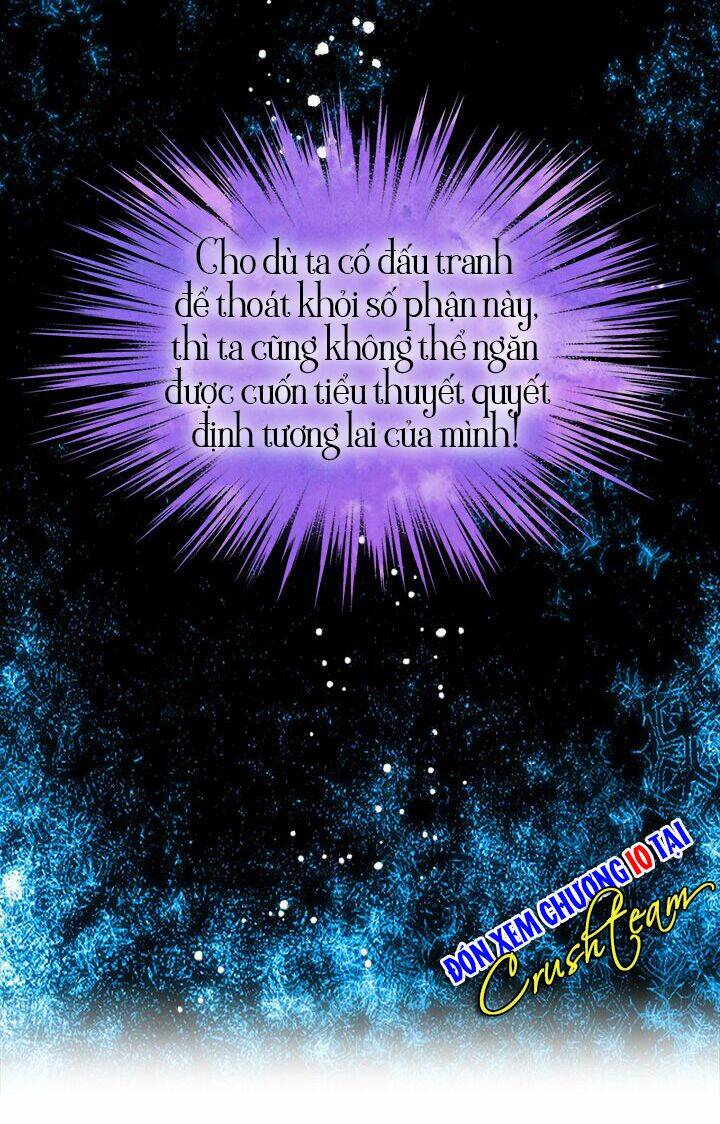 Cho dù ta cố đấu tranh
để thoát khỏi số phận này,
thì ta cũng không thể ngăn
được cuốn tiểu thuyết quyết
định tương lai của mình!
ĐÓN XEM CHƯƠNG 10 TẠI
Crushteam